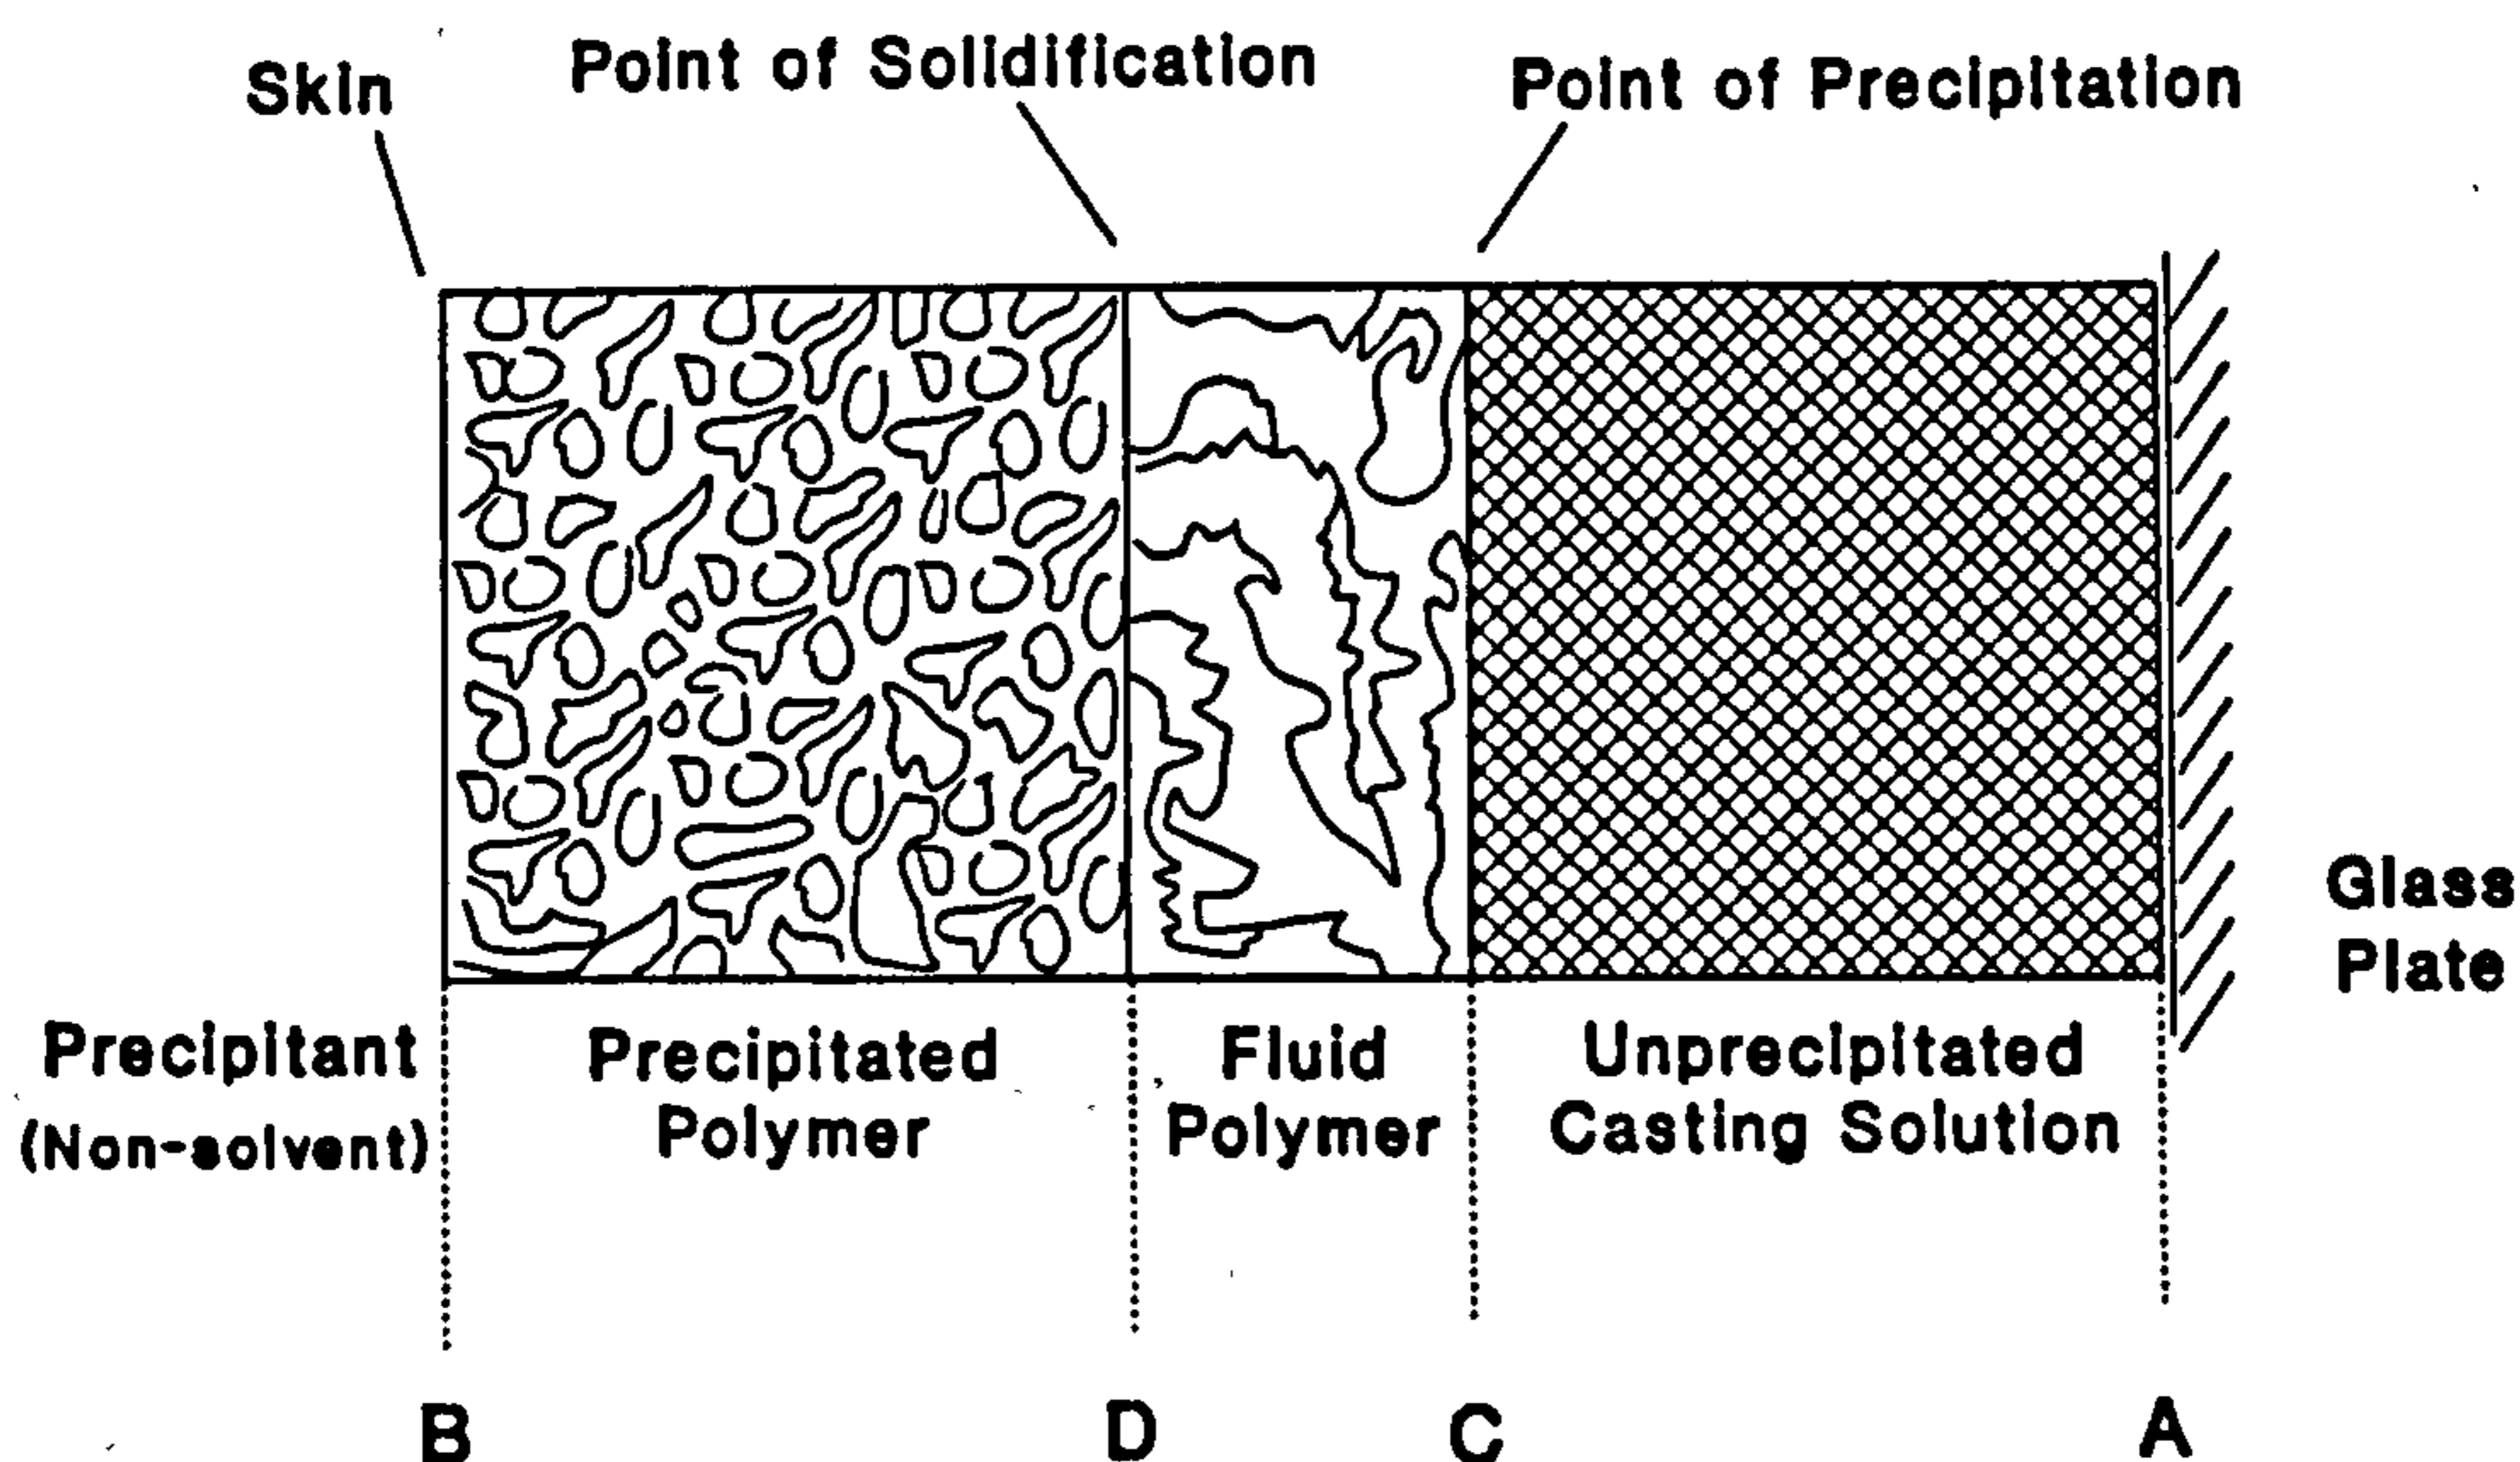 Skin
Point of Solidification
Point of Precipitation
Glass
Plate
Precipitant
(Non-solvent)
Precipitated
Polymer
Fluid
Polymer
Unprecipitated
Casting Solution
B
D
C
A